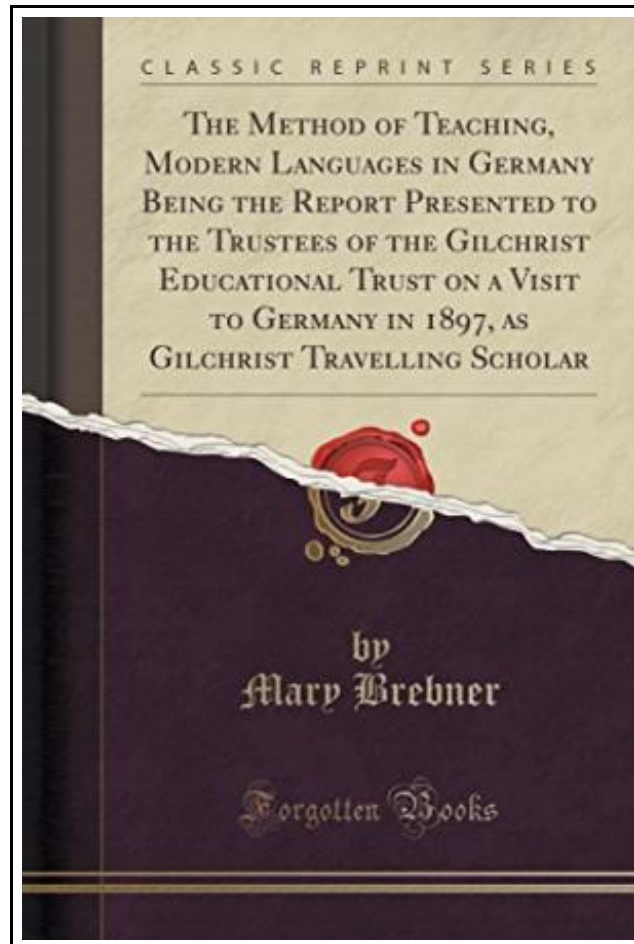 CLASSIC REPRINT SERIES
THE METHOD OF TEACHING,
MODERN LANGUAGES IN GERMANY
BEING THE REPORT PRESENTED TO
THE TRUSTEES OF THE GILCHRIST
EDUCATIONAL TRUST ON A VISIT
TO GERMANY IN 1897, AS
GILCHRIST TRAVELLING SCHOLAR
by
Mary Brebner
Forgotten Books